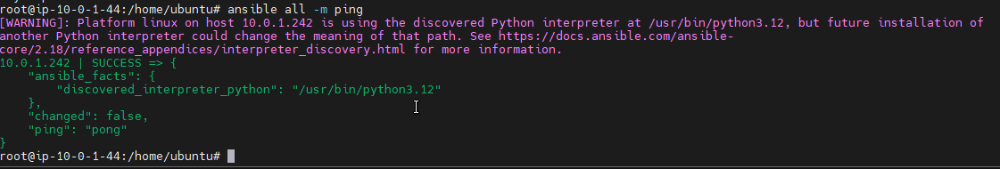 root@ip-10-0-1-44:/home/ubuntu# ansible all -m ping
[WARNING]: Platform linux on host 10.0.1.242 is using the discovered Python interpreter at /usr/bin/python3.12, but future installation of
another Python interpreter could change the meaning of that path. See https://docs.ansible.com/ansible-
core/2.18/reference_appendices/interpreter_discovery.html for more information.
10.0.1.242 | SUCCESS => {
    "ansible_facts": {
        "discovered_interpreter_python": "/usr/bin/python3.12"
    },
    "changed": false,
    "ping": "pong"
}
root@ip-10-0-1-44:/home/ubuntu#